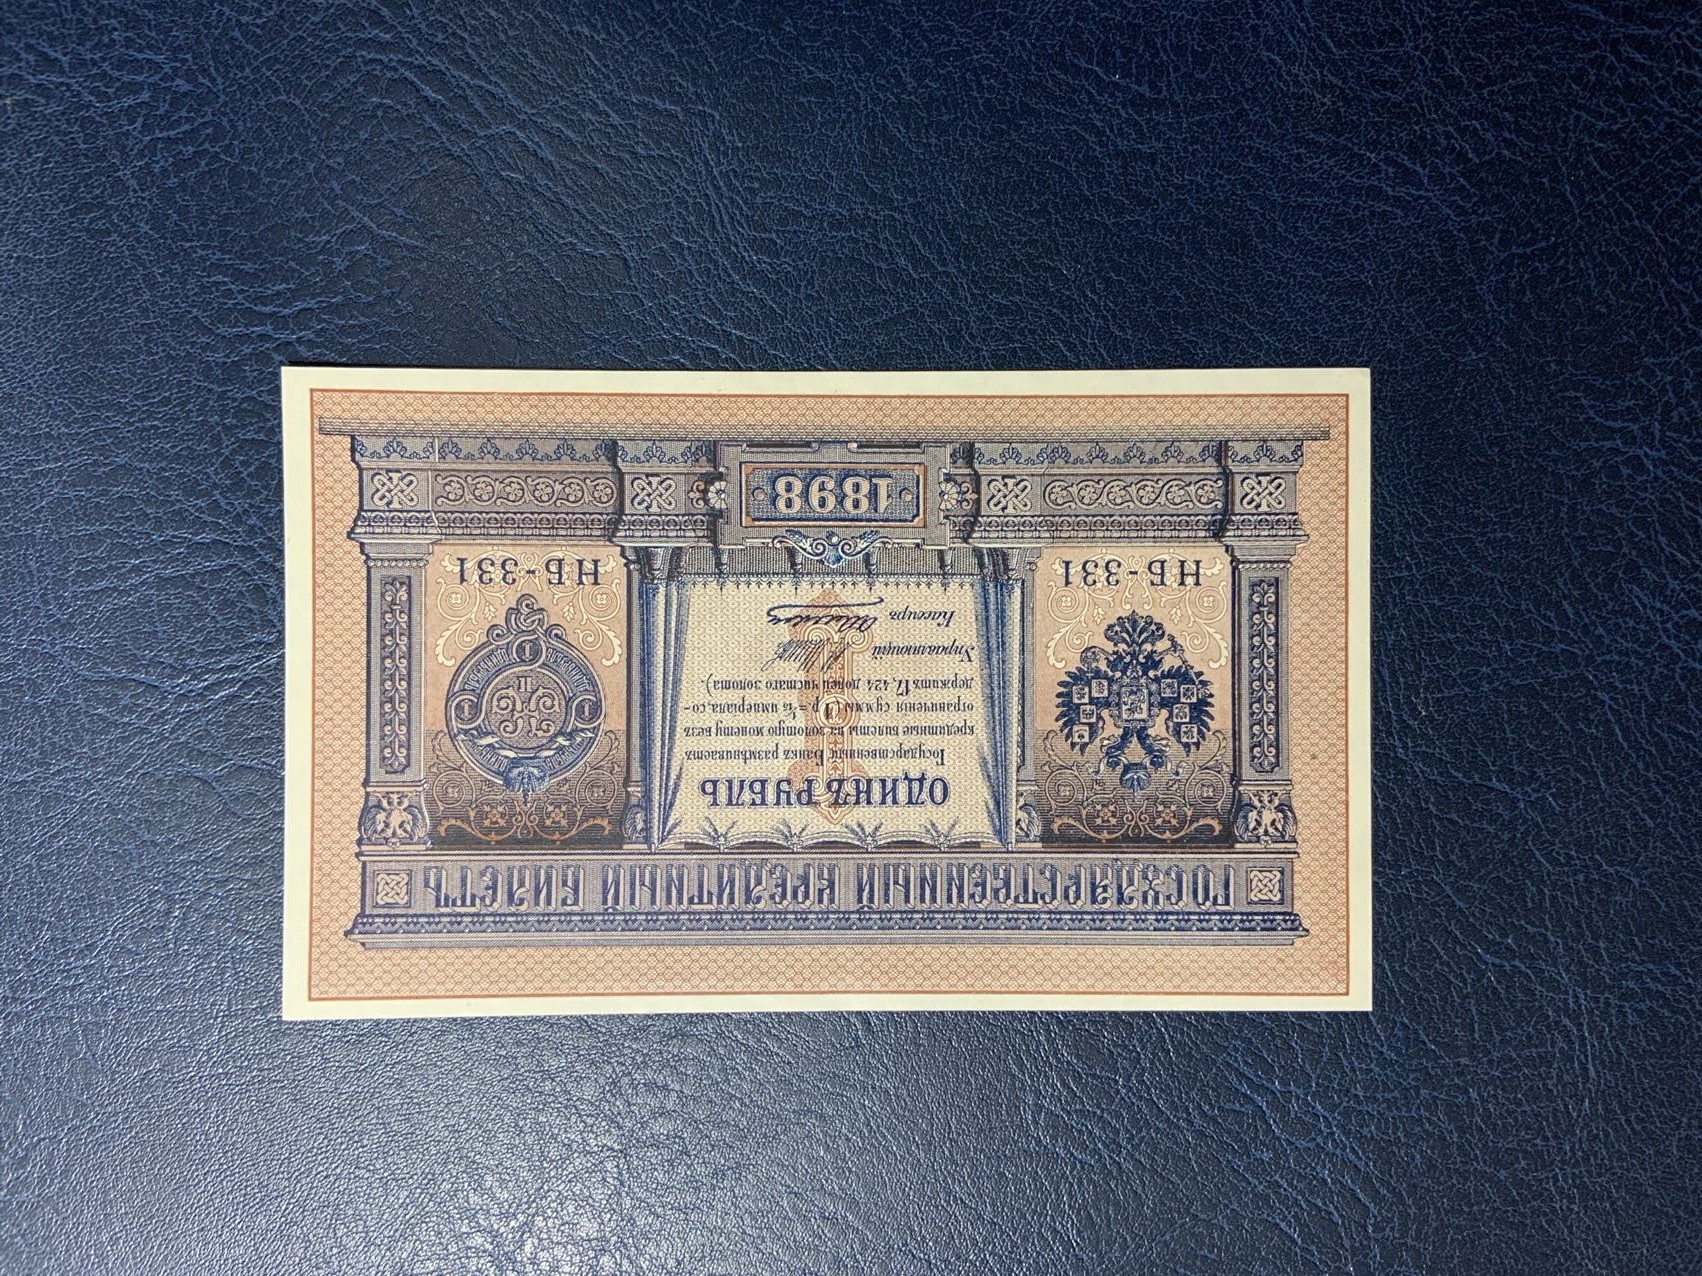 ГОСУДАРСТВЕННЫЙ КРЕДИТНЫЙ БИЛЕТЪ
ОДИНЪ РУБЛЬ
Государственный Банкъ размѣниваетъ
кредитные билеты на золотую монету безъ
ограниченія суммы (1 р. = 1/15 имперіала, со-
держитъ 17,424 долей чистаго золота).
Управляющій
Кассиръ
НБ-331
НБ-331
1898